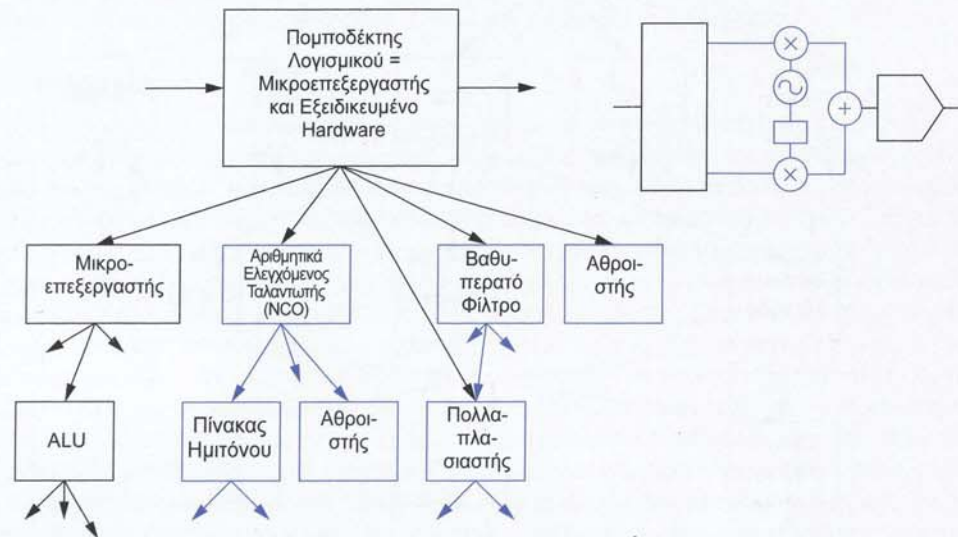 Πομποδέκτης
Λογισμικού =
Μικροεπεξεργαστής
και Εξειδικευμένο
Hardware
Μικρο-
επεξεργαστής
Αριθμητικά
Ελεγχόμενος
Ταλαντωτής
(NCO)
Βαθυ-
περατό
Φίλτρο
Αθροι-
στής
ALU
Πίνακας
Ημιτόνου
Αθροι-
στής
Πολλα-
πλα-
σιαστής